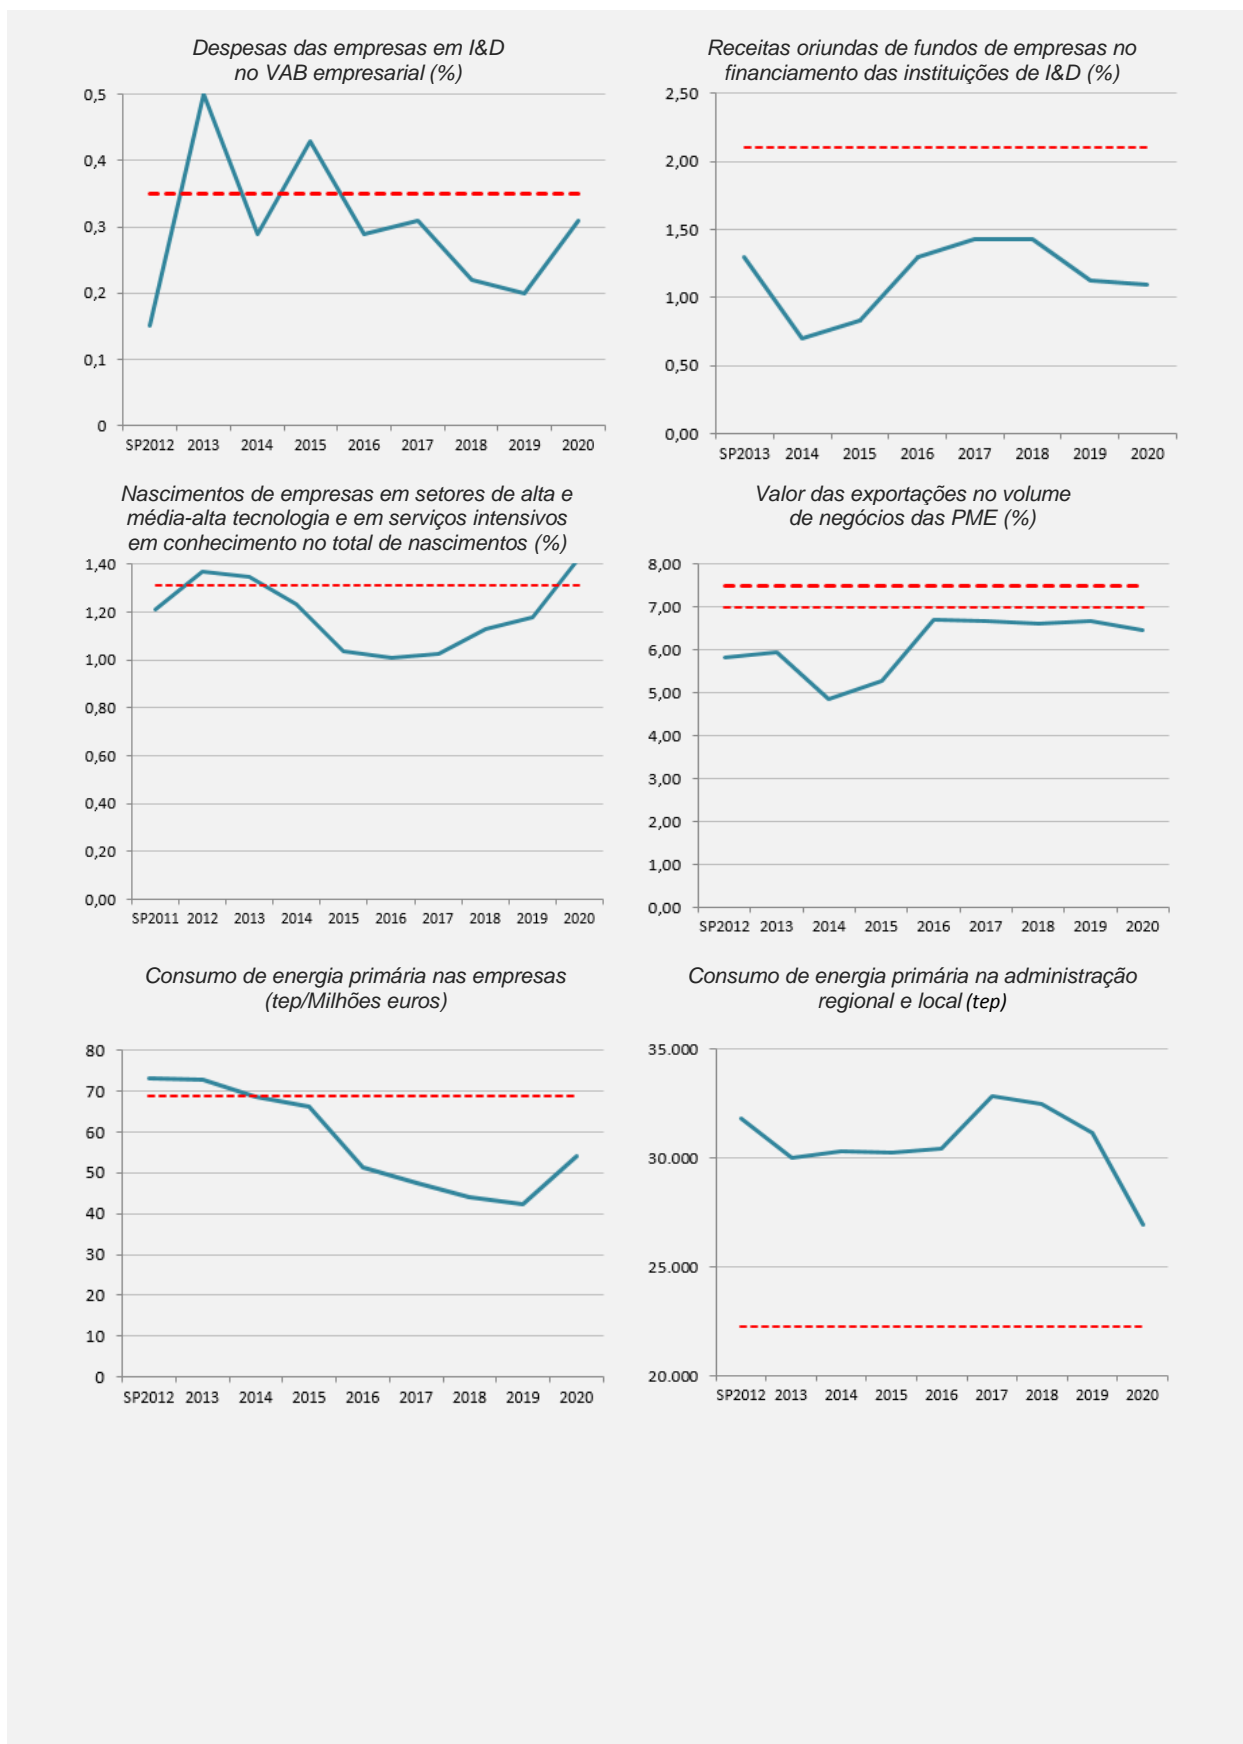 Despesas das empresas em I&D
no VAB empresarial (%)
0,5
0,4
0,3
0,2
0,1
0
SP2012 2013 2014 2015 2016 2017 2018 2019 2020
Receitas oriundas de fundos de empresas no
financiamento das instituições de I&D (%)
2,50
2,00
1,50
1,00
0,50
0,00
SP2013 2014 2015 2016 2017 2018 2019 2020
Nascimentos de empresas em setores de alta e
média-alta tecnologia e em serviços intensivos
em conhecimento no total de nascimentos (%)
1,40
1,20
1,00
0,80
0,60
0,40
0,20
0,00
SP2011 2012 2013 2014 2015 2016 2017 2018 2019 2020
Valor das exportações no volume
de negócios das PME (%)
8,00
7,00
6,00
5,00
4,00
3,00
2,00
1,00
0,00
SP2012 2013 2014 2015 2016 2017 2018 2019 2020
Consumo de energia primária nas empresas
(tep/Milhões euros)
80
70
60
50
40
30
20
10
0
SP2012 2013 2014 2015 2016 2017 2018 2019 2020
Consumo de energia primária na administração
regional e local (tep)
35.000
30.000
25.000
20.000
SP2012 2013 2014 2015 2016 2017 2018 2019 2020